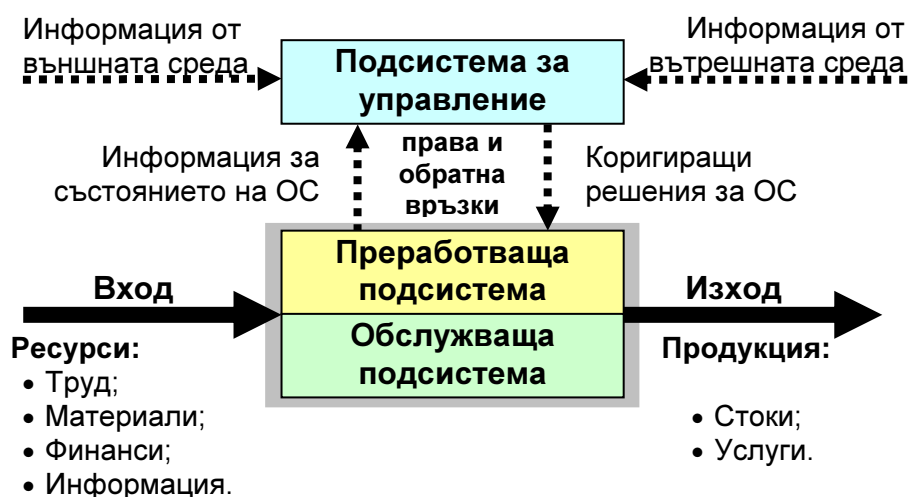 Информация от
външната среда
Подсистема за
управление
Информация от
вътрешната среда
Информация за
състоянието на ОС
права и
обратна
връзки
Коригиращи
решения за ОС
Преработваща
подсистема
Обслужваща
подсистема
Вход
Ресурси:
• Труд;
• Материали;
• Финанси;
• Информация.
Изход
Продукция:
• Стоки;
• Услуги.